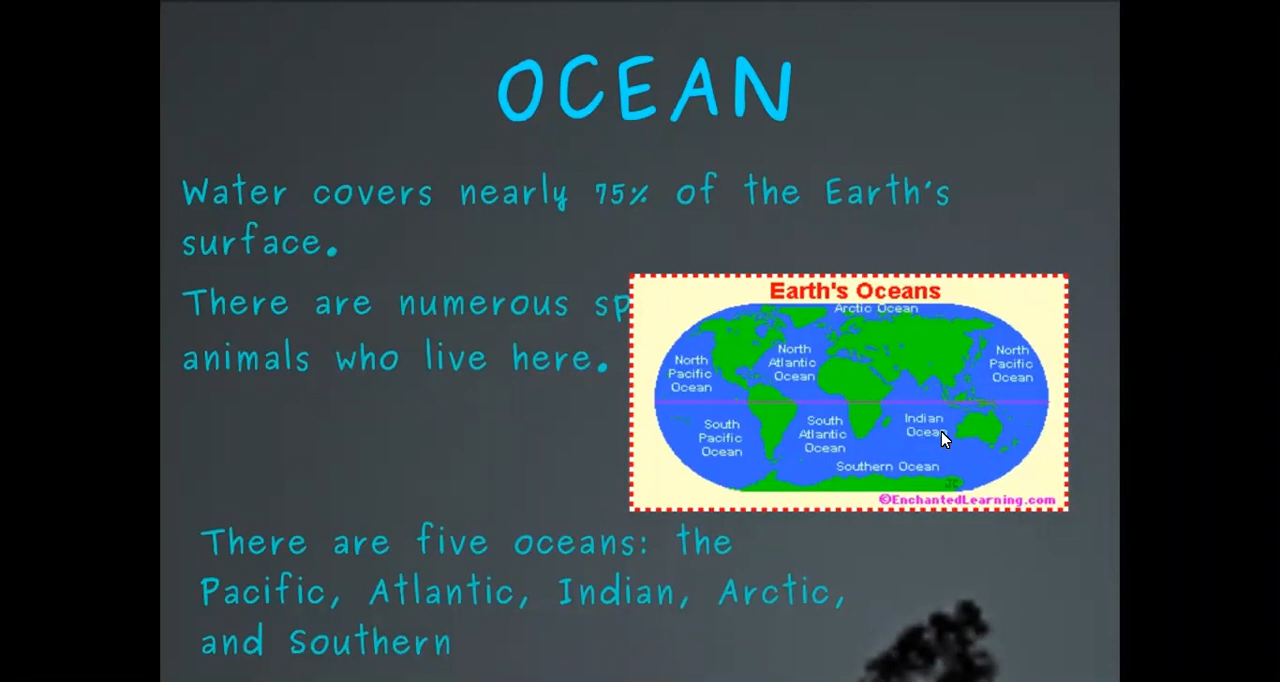 OCEAN
Water covers nearly 75% of the Earth's
surface.
There are numerous sp
animals who live here.
Earth's Oceans
Arctic Ocean
North
Pacific
Ocean
North
Atlantic
Ocean
North
Pacific
Ocean
South
Pacific
Ocean
South
Atlantic
Ocean
Indian
Ocean
Southern Ocean
©EnchantedLearning.com
There are five oceans: the
Pacific, Atlantic, Indian, Arctic,
and Southern